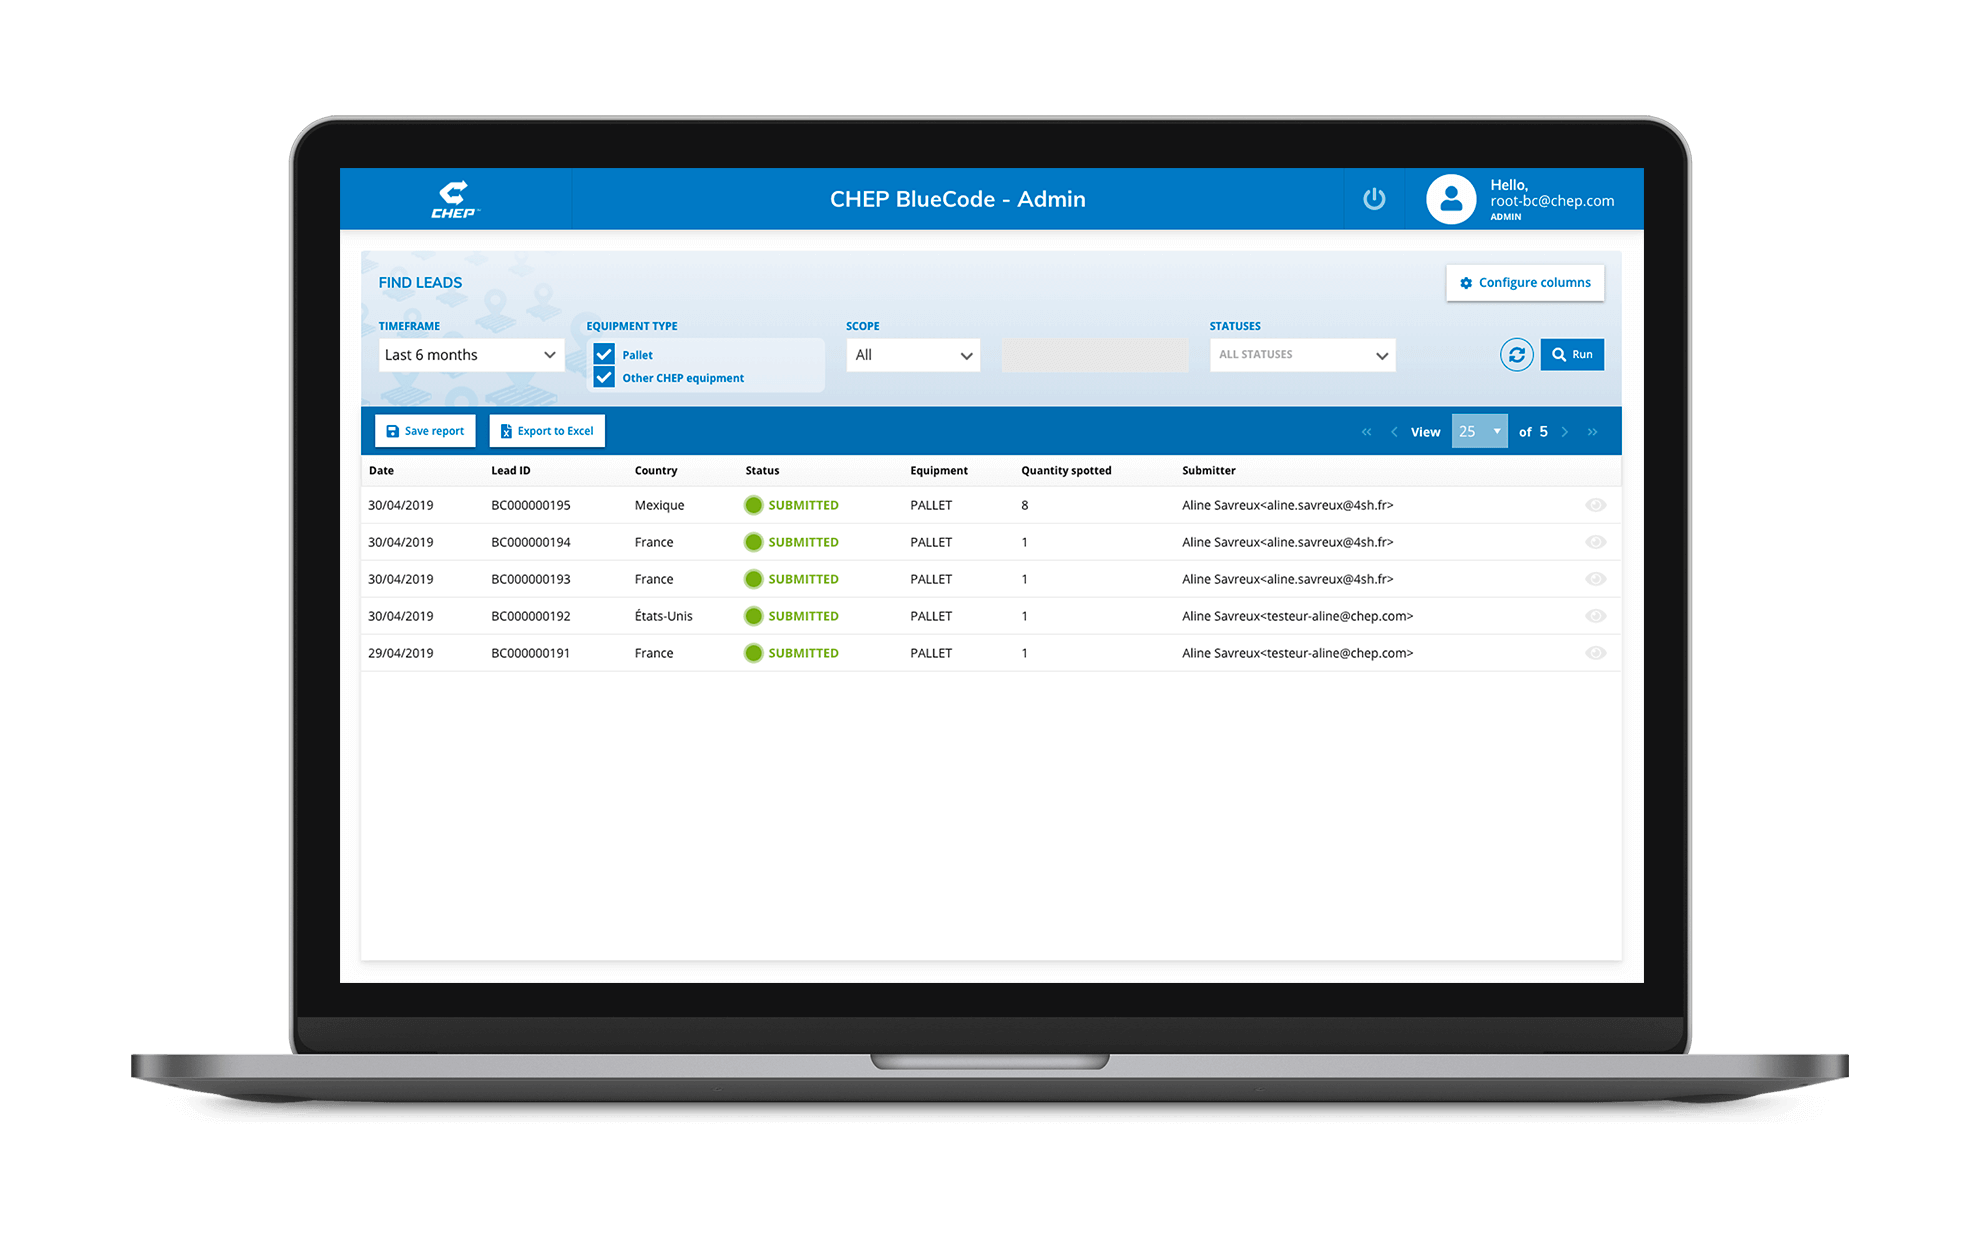 CHEP
CHEP BlueCode - Admin
Hello,
root-bc@chep.com
ADMIN
FIND LEADS
Configure columns
TIMEFRAME EQUIPMENT TYPE SCOPE STATUSES
Last 6 months Pallet All ALL STATUSES Run
Other CHEP equipment
Save report Export to Excel « < View 25 of 5 > »
Date Lead ID Country Status Equipment Quantity spotted Submitter
30/04/2019 BC000000195 Mexique SUBMITTED PALLET 8 Aline Savreux<aline.savreux@4sh.fr>
30/04/2019 BC000000194 France SUBMITTED PALLET 1 Aline Savreux<aline.savreux@4sh.fr>
30/04/2019 BC000000193 France SUBMITTED PALLET 1 Aline Savreux<aline.savreux@4sh.fr>
30/04/2019 BC000000192 États-Unis SUBMITTED PALLET 1 Aline Savreux<testeur-aline@chep.com>
29/04/2019 BC000000191 France SUBMITTED PALLET 1 Aline Savreux<testeur-aline@chep.com>